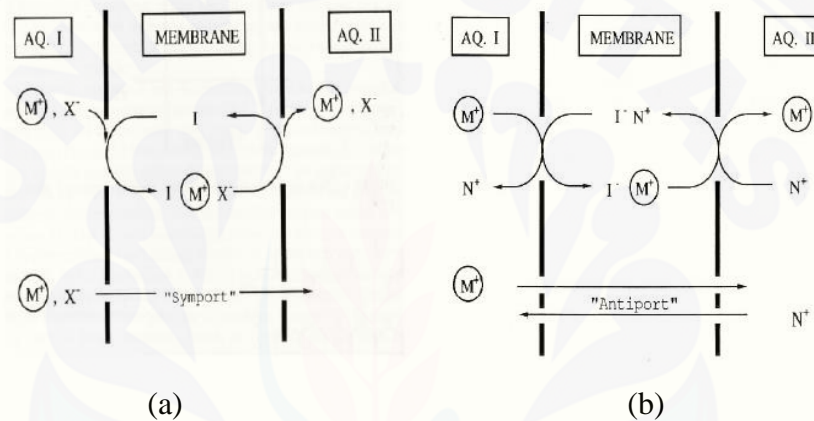 AQ. I
MEMBRANE
AQ. II
M⁺, X⁻
I
M⁺, X⁻
I M⁺ X⁻
M⁺, X⁻
"Symport"
(a)
AQ. I
MEMBRANE
AQ. II
M⁺
I⁻ N⁺
M⁺
N⁺
I⁻ M⁺
N⁺
M⁺
"Antiport"
N⁺
(b)